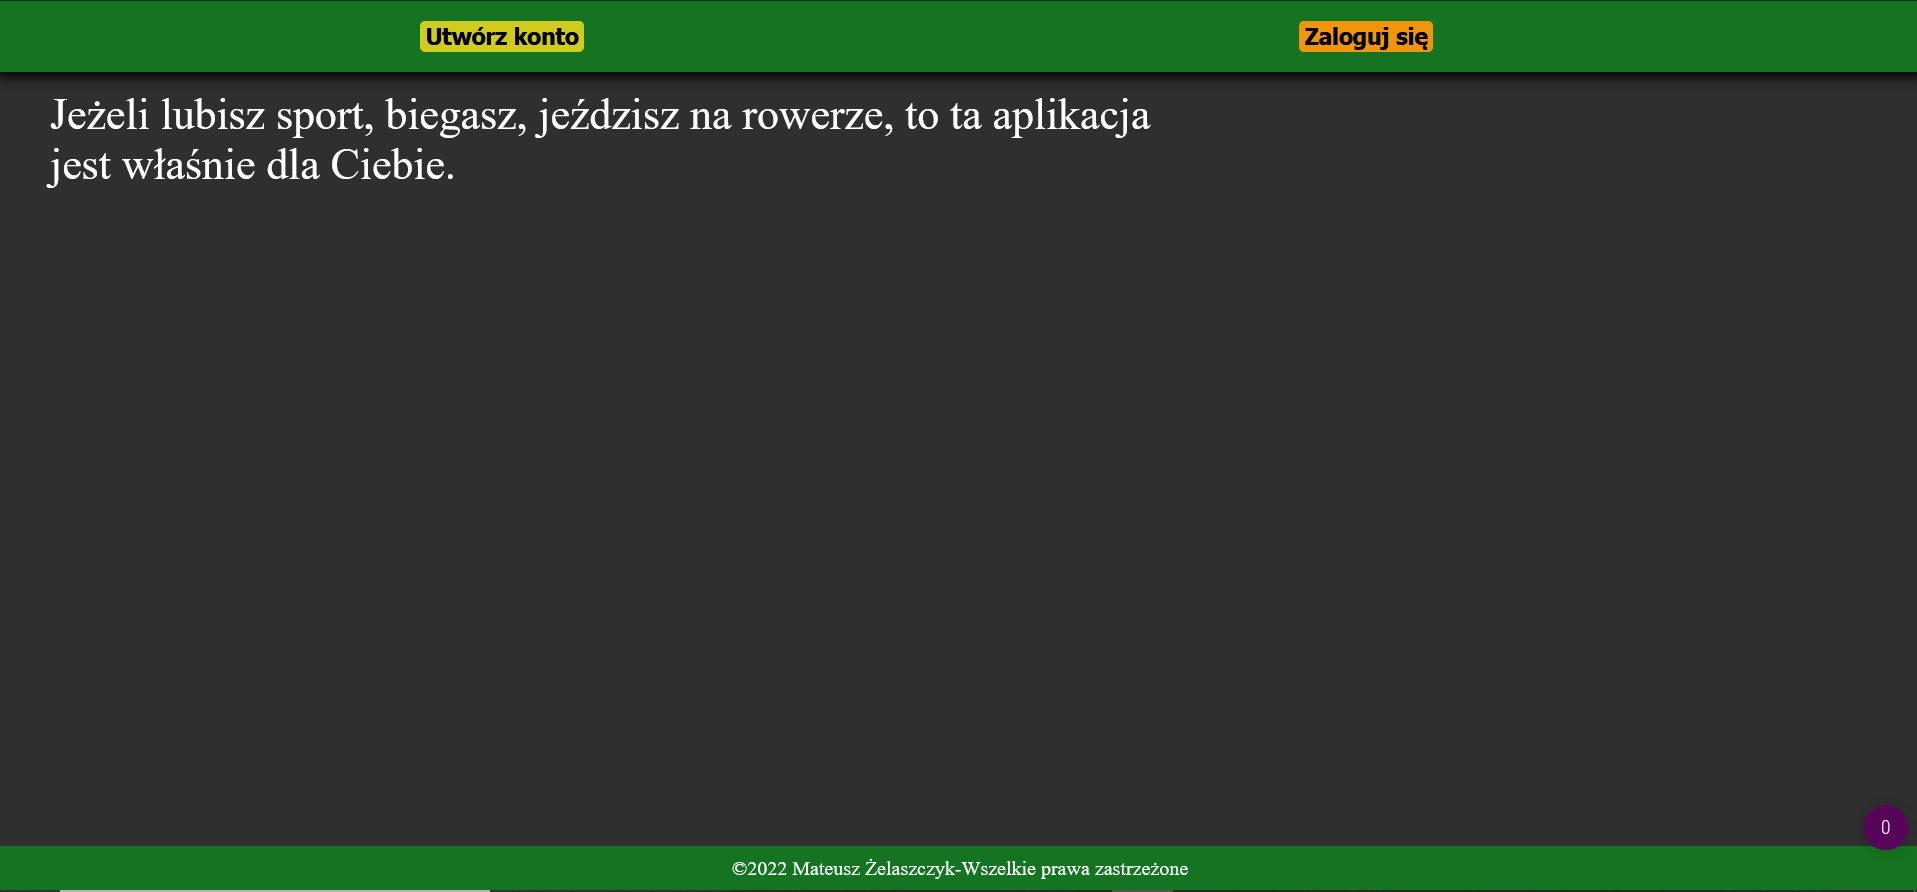 Utwórz konto
Zaloguj się
Jeżeli lubisz sport, biegasz, jeździsz na rowerze, to ta aplikacja
jest właśnie dla Ciebie.
0
©2022 Mateusz Żelaszczyk-Wszelkie prawa zastrzeżone